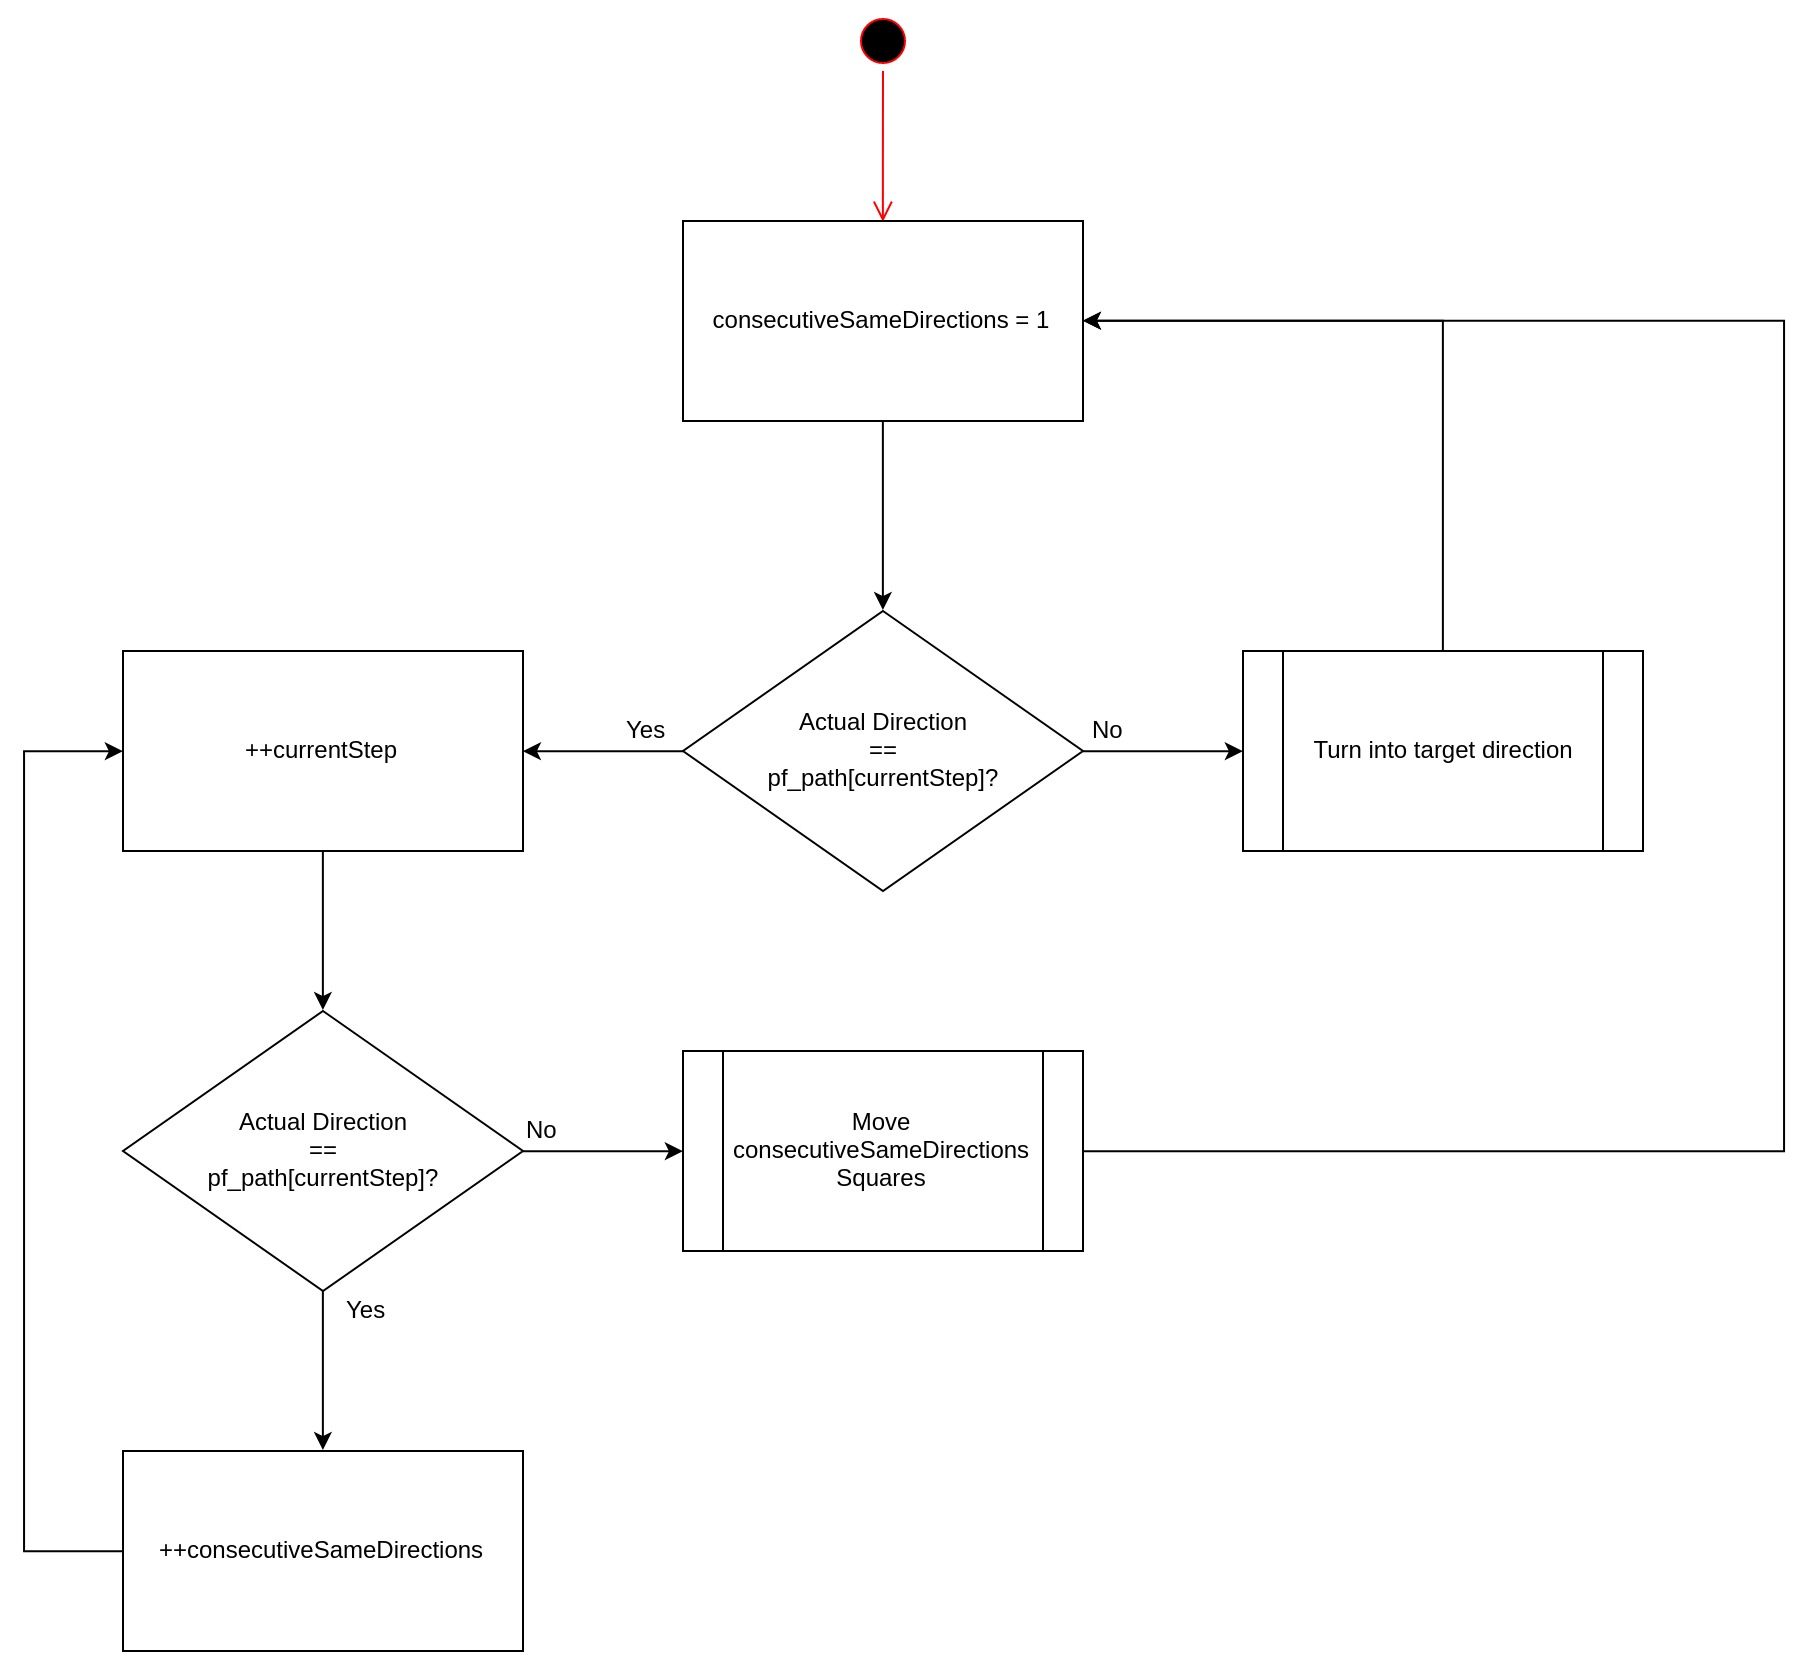 consecutiveSameDirections = 1
++currentStep
Yes
Actual Direction
==
pf_path[currentStep]?
No
Turn into target direction
Actual Direction
==
pf_path[currentStep]?
No
Move
consecutiveSameDirections
Squares
Yes
++consecutiveSameDirections